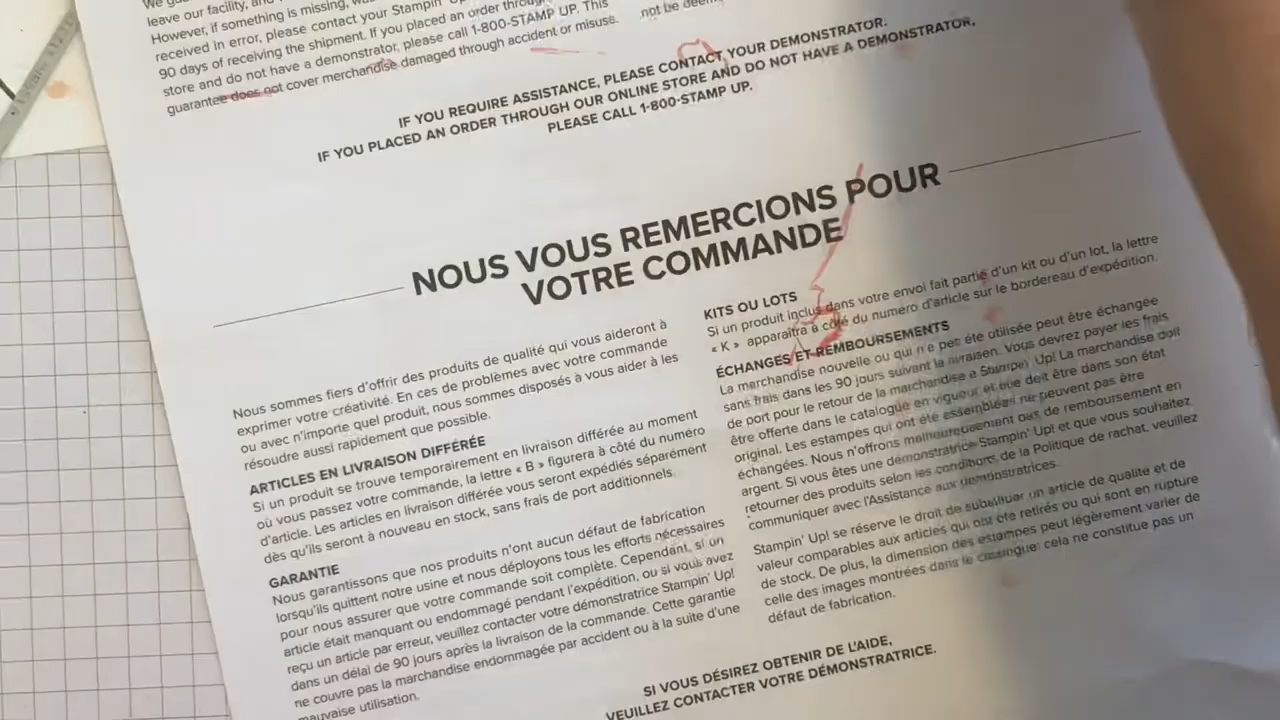 leave our facility, and
However, if something is missing,
received in error, please contact your Stampin'
90 days of receiving the shipment. If you placed an order through
store and do not have a demonstrator, please call 1-800-STAMP UP. This
guarantee does not cover merchandise damaged through accident or misuse.
not be
IF YOU REQUIRE ASSISTANCE, PLEASE CONTACT YOUR DEMONSTRATOR.
IF YOU PLACED AN ORDER THROUGH OUR ONLINE STORE AND DO NOT HAVE A DEMONSTRATOR,
PLEASE CALL 1-800-STAMP UP.
NOUS VOUS REMERCIONS POUR
VOTRE COMMANDE
Nous sommes fiers d'offrir des produits de qualité qui vous aideront à
exprimer votre créativité. En ces de problèmes avec votre commande
ou avec n'importe quel produit, nous sommes disposés à vous aider à les
résoudre aussi rapidement que possible.
ARTICLES EN LIVRAISON DIFFÉRÉE
Si un produit se trouve temporairement en livraison différée au moment
où vous passez votre commande, la lettre « B » figurera à côté du numéro
d'article. Les articles en livraison différée vous seront expédiés séparément
dès qu'ils seront à nouveau en stock, sans frais de port additionnels.
GARANTIE
Nous garantissons que nos produits n'ont aucun défaut de fabrication
lorsqu'ils quittent notre usine et nous déployons tous les efforts nécessaires
pour nous assurer que votre commande soit complète. Cependant, si un
article était manquant ou endommagé pendant l'expédition, ou si vous avez
reçu un article par erreur, veuillez contacter votre démonstratrice Stampin' Up!
dans un délai de 90 jours après la livraison de la commande. Cette garantie
ne couvre pas la marchandise endommagée par accident ou à la suite d'une
mauvaise utilisation.
KITS OU LOTS
Si un produit inclus dans votre envoi fait partie d'un kit ou d'un lot, la lettre
« K » apparaîtra à côté du numéro d'article sur le bordereau d'expédition.
ÉCHANGES ET REMBOURSEMENTS
La marchandise nouvelle ou qui n'a pas été utilisée peut être échangée
sans frais dans les 90 jours suivant la livraison. Vous devrez payer les frais
de port pour le retour de la marchandise à Stampin' Up! La marchandise doit
être offerte dans le catalogue en vigueur et elle doit être dans son état
original. Les estampes qui ont été assemblées ne peuvent pas être
échangées. Nous n'offrons malheureusement pas de remboursement en
argent. Si vous êtes une démonstratrice Stampin' Up! et que vous souhaitez
retourner des produits selon les conditions de la Politique de rachat, veuillez
communiquer avec l'Assistance aux démonstratrices.
Stampin' Up! se réserve le droit de substituer un article de qualité et de
valeur comparables aux articles qui ont été retirés ou qui sont en rupture
de stock. De plus, la dimension des estampes peut légèrement varier de
celle des images montrées dans le catalogue: cela ne constitue pas un
défaut de fabrication.
SI VOUS DÉSIREZ OBTENIR DE L'AIDE,
VEUILLEZ CONTACTER VOTRE DÉMONSTRATRICE.